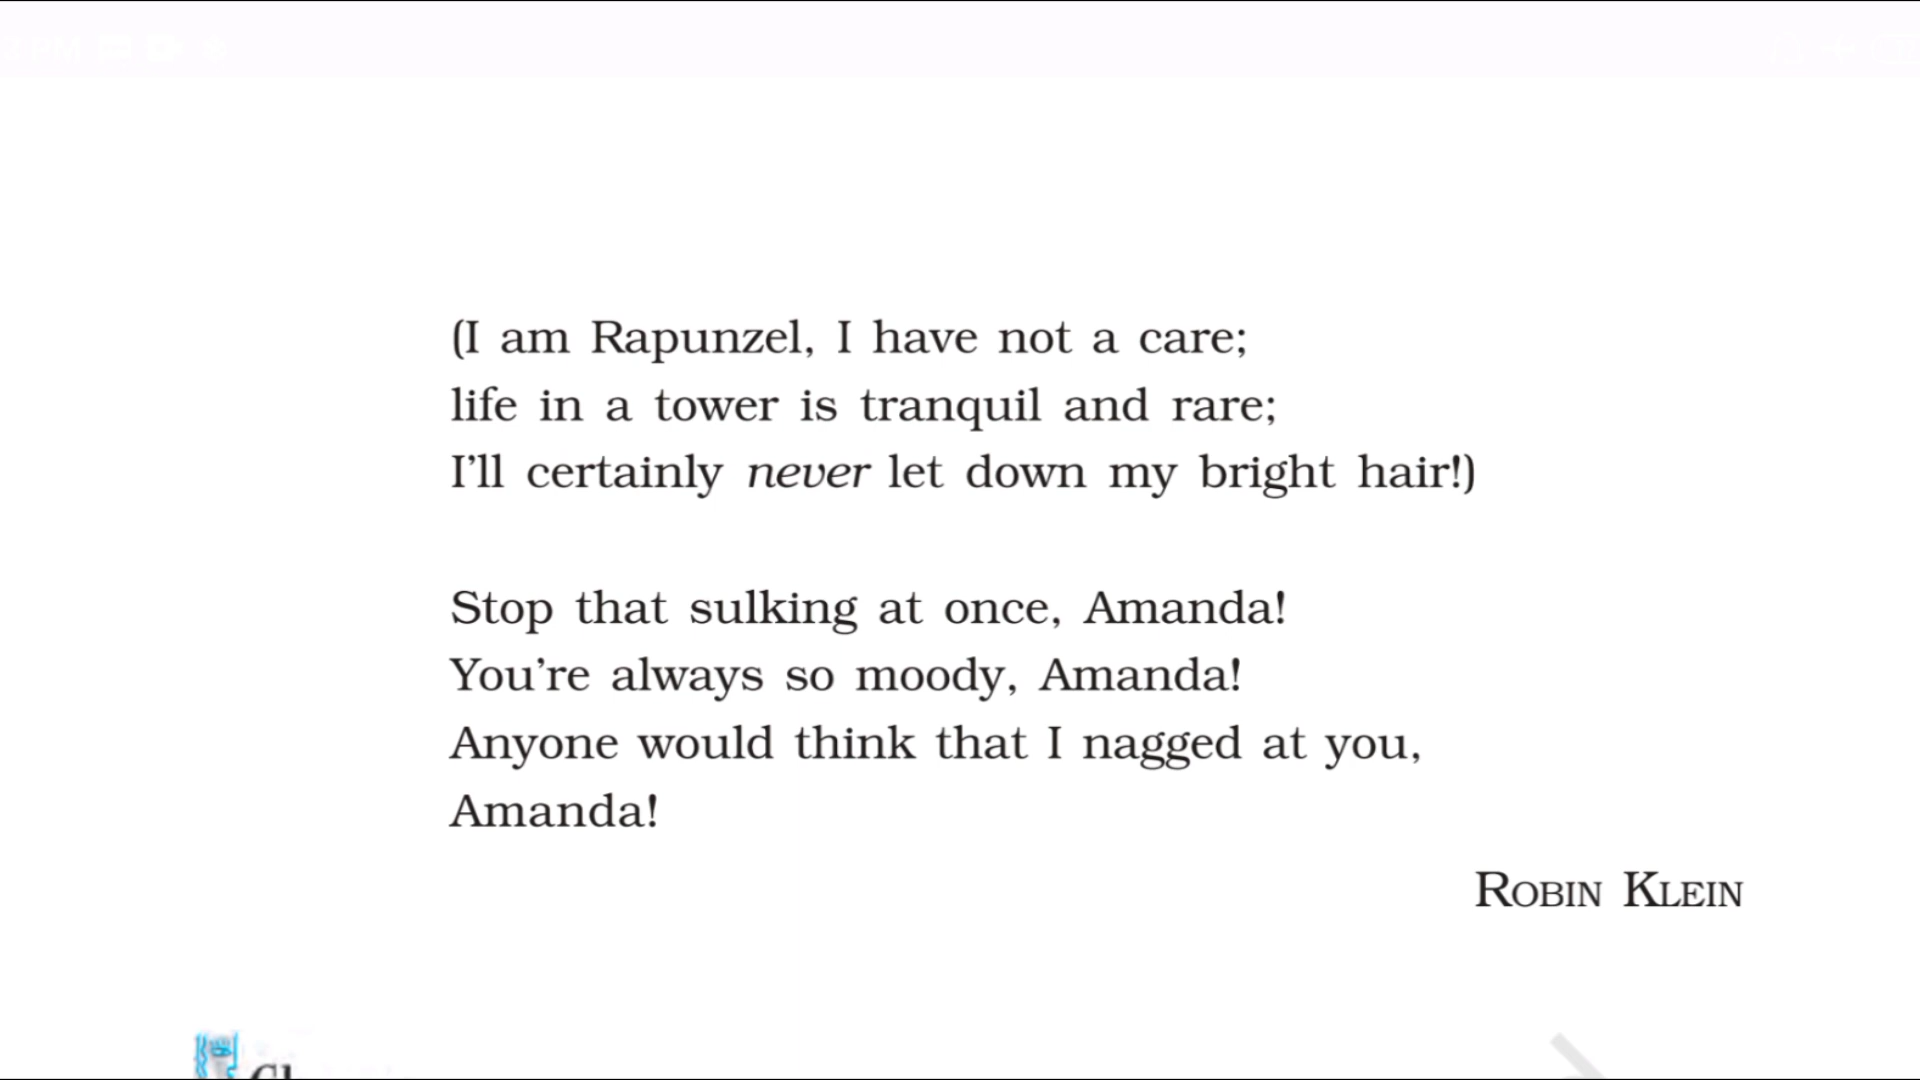 (I am Rapunzel, I have not a care;
life in a tower is tranquil and rare;
I’ll certainly never let down my bright hair!)
Stop that sulking at once, Amanda!
You’re always so moody, Amanda!
Anyone would think that I nagged at you,
Amanda!
ROBIN KLEIN